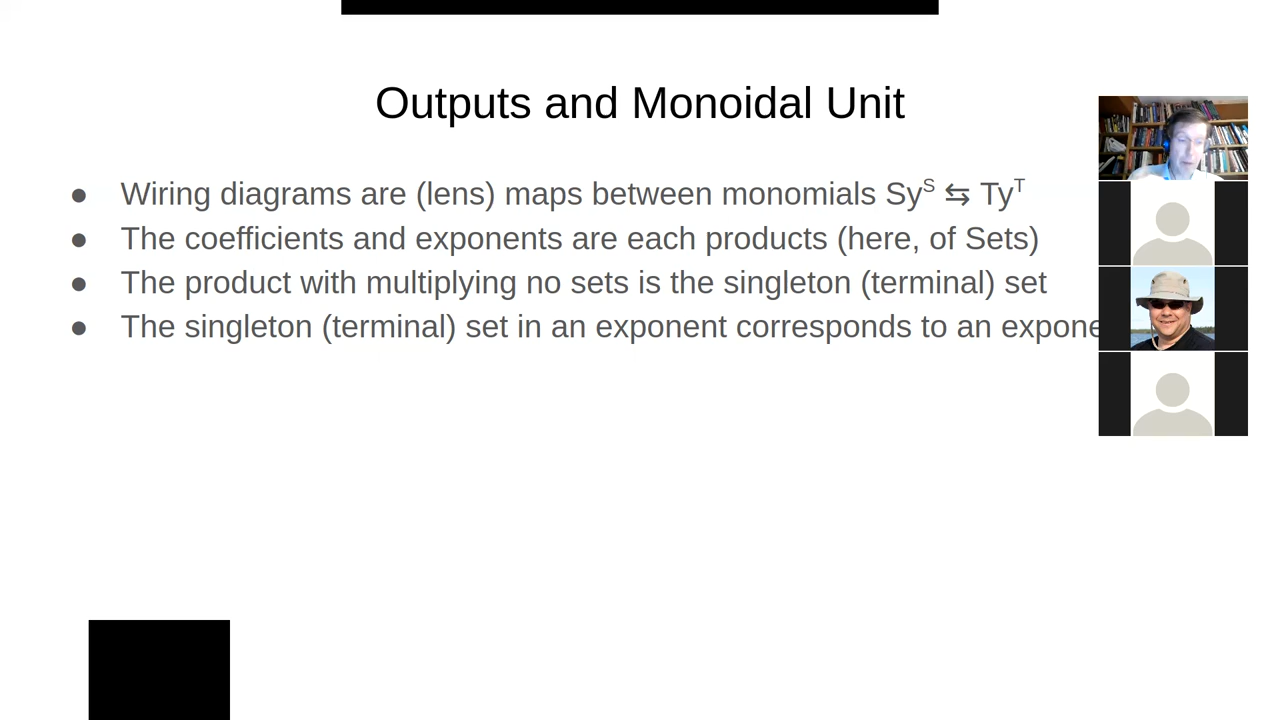 Outputs and Monoidal Unit
● Wiring diagrams are (lens) maps between monomials Sy^S ⇆ Ty^T
● The coefficients and exponents are each products (here, of Sets)
● The product with multiplying no sets is the singleton (terminal) set
● The singleton (terminal) set in an exponent corresponds to an